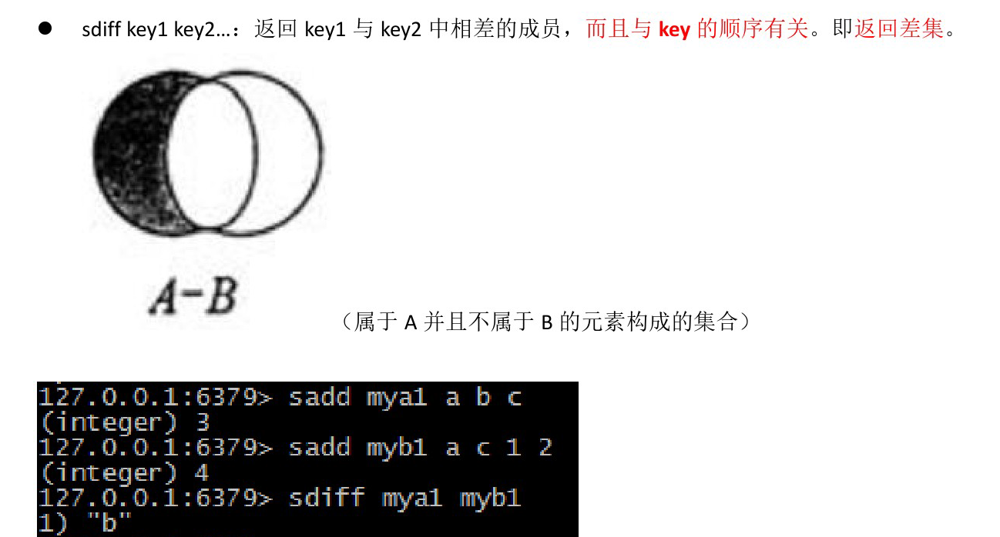 ● sdiff key1 key2…：返回 key1 与 key2 中相差的成员，而且与 key 的顺序有关。即返回差集。
A-B
（属于 A 并且不属于 B 的元素构成的集合）
127.0.0.1:6379> sadd mya1 a b c
(integer) 3
127.0.0.1:6379> sadd myb1 a c 1 2
(integer) 4
127.0.0.1:6379> sdiff mya1 myb1
1) "b"